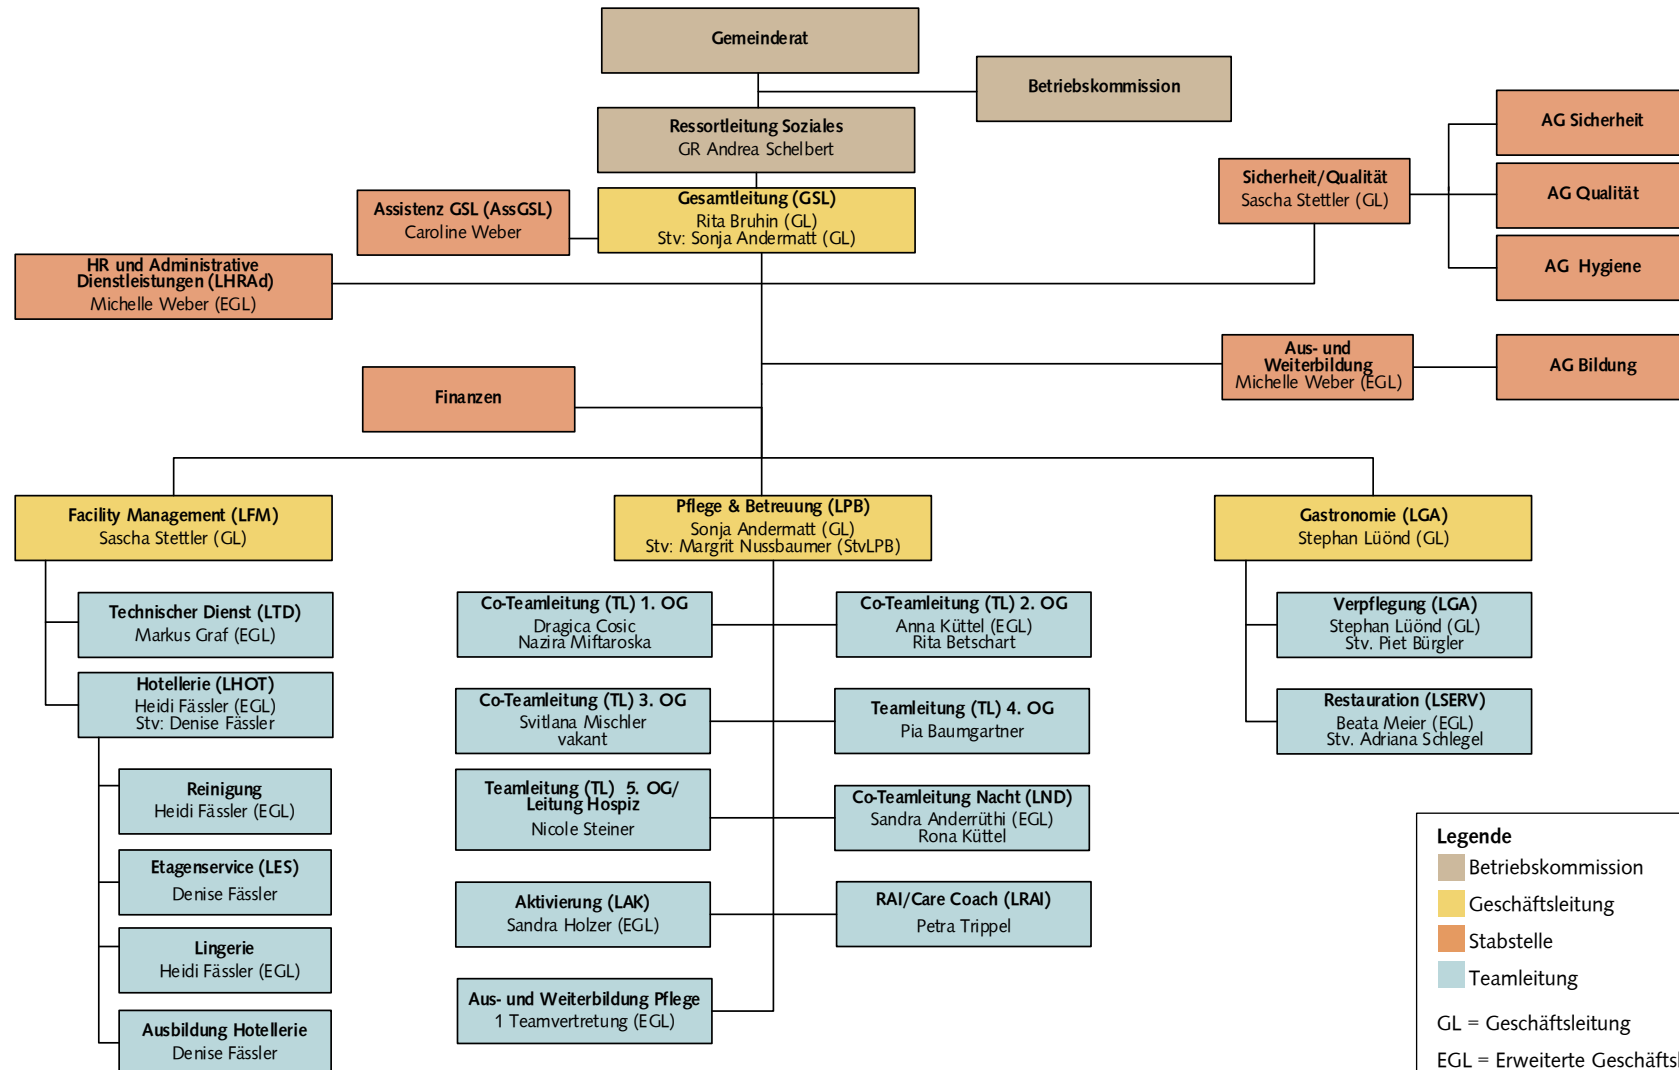 Gemeinderat
Betriebskommission
Ressortleitung Soziales
GR Andrea Schelbert
AG Sicherheit
Sicherheit/Qualität
Sascha Stettler (GL)
AG Qualität
AG Hygiene
Gesamtleitung (GSL)
Rita Bruhin (GL)
Stv: Sonja Andermatt (GL)
Assistenz GSL (AssGSL)
Caroline Weber
HR und Administrative
Dienstleistungen (LHRAd)
Michelle Weber (EGL)
Aus- und
Weiterbildung
Michelle Weber (EGL)
AG Bildung
Finanzen
Facility Management (LFM)
Sascha Stettler (GL)
Pflege & Betreuung (LPB)
Sonja Andermatt (GL)
Stv: Margrit Nussbaumer (StvLPB)
Gastronomie (LGA)
Stephan Lüönd (GL)
Technischer Dienst (LTD)
Markus Graf (EGL)
Hotellerie (LHOT)
Heidi Fässler (EGL)
Stv: Denise Fässler
Reinigung
Heidi Fässler (EGL)
Etagenservice (LES)
Denise Fässler
Lingerie
Heidi Fässler (EGL)
Ausbildung Hotellerie
Denise Fässler
Co-Teamleitung (TL) 1. OG
Dragica Cosic
Nazira Miftaroska
Co-Teamleitung (TL) 2. OG
Anna Küttel (EGL)
Rita Betschart
Co-Teamleitung (TL) 3. OG
Svitlana Mischler
vakant
Teamleitung (TL) 4. OG
Pia Baumgartner
Teamleitung (TL) 5. OG/
Leitung Hospiz
Nicole Steiner
Co-Teamleitung Nacht (LND)
Sandra Anderrüthi (EGL)
Rona Küttel
Aktivierung (LAK)
Sandra Holzer (EGL)
RAI/Care Coach (LRAI)
Petra Trippel
Aus- und Weiterbildung Pflege
1 Teamvertretung (EGL)
Verpflegung (LGA)
Stephan Lüönd (GL)
Stv. Piet Bürgler
Restauration (LSERV)
Beata Meier (EGL)
Stv. Adriana Schlegel
Legende
Betriebskommission
Geschäftsleitung
Stabstelle
Teamleitung
GL = Geschäftsleitung
EGL = Erweiterte